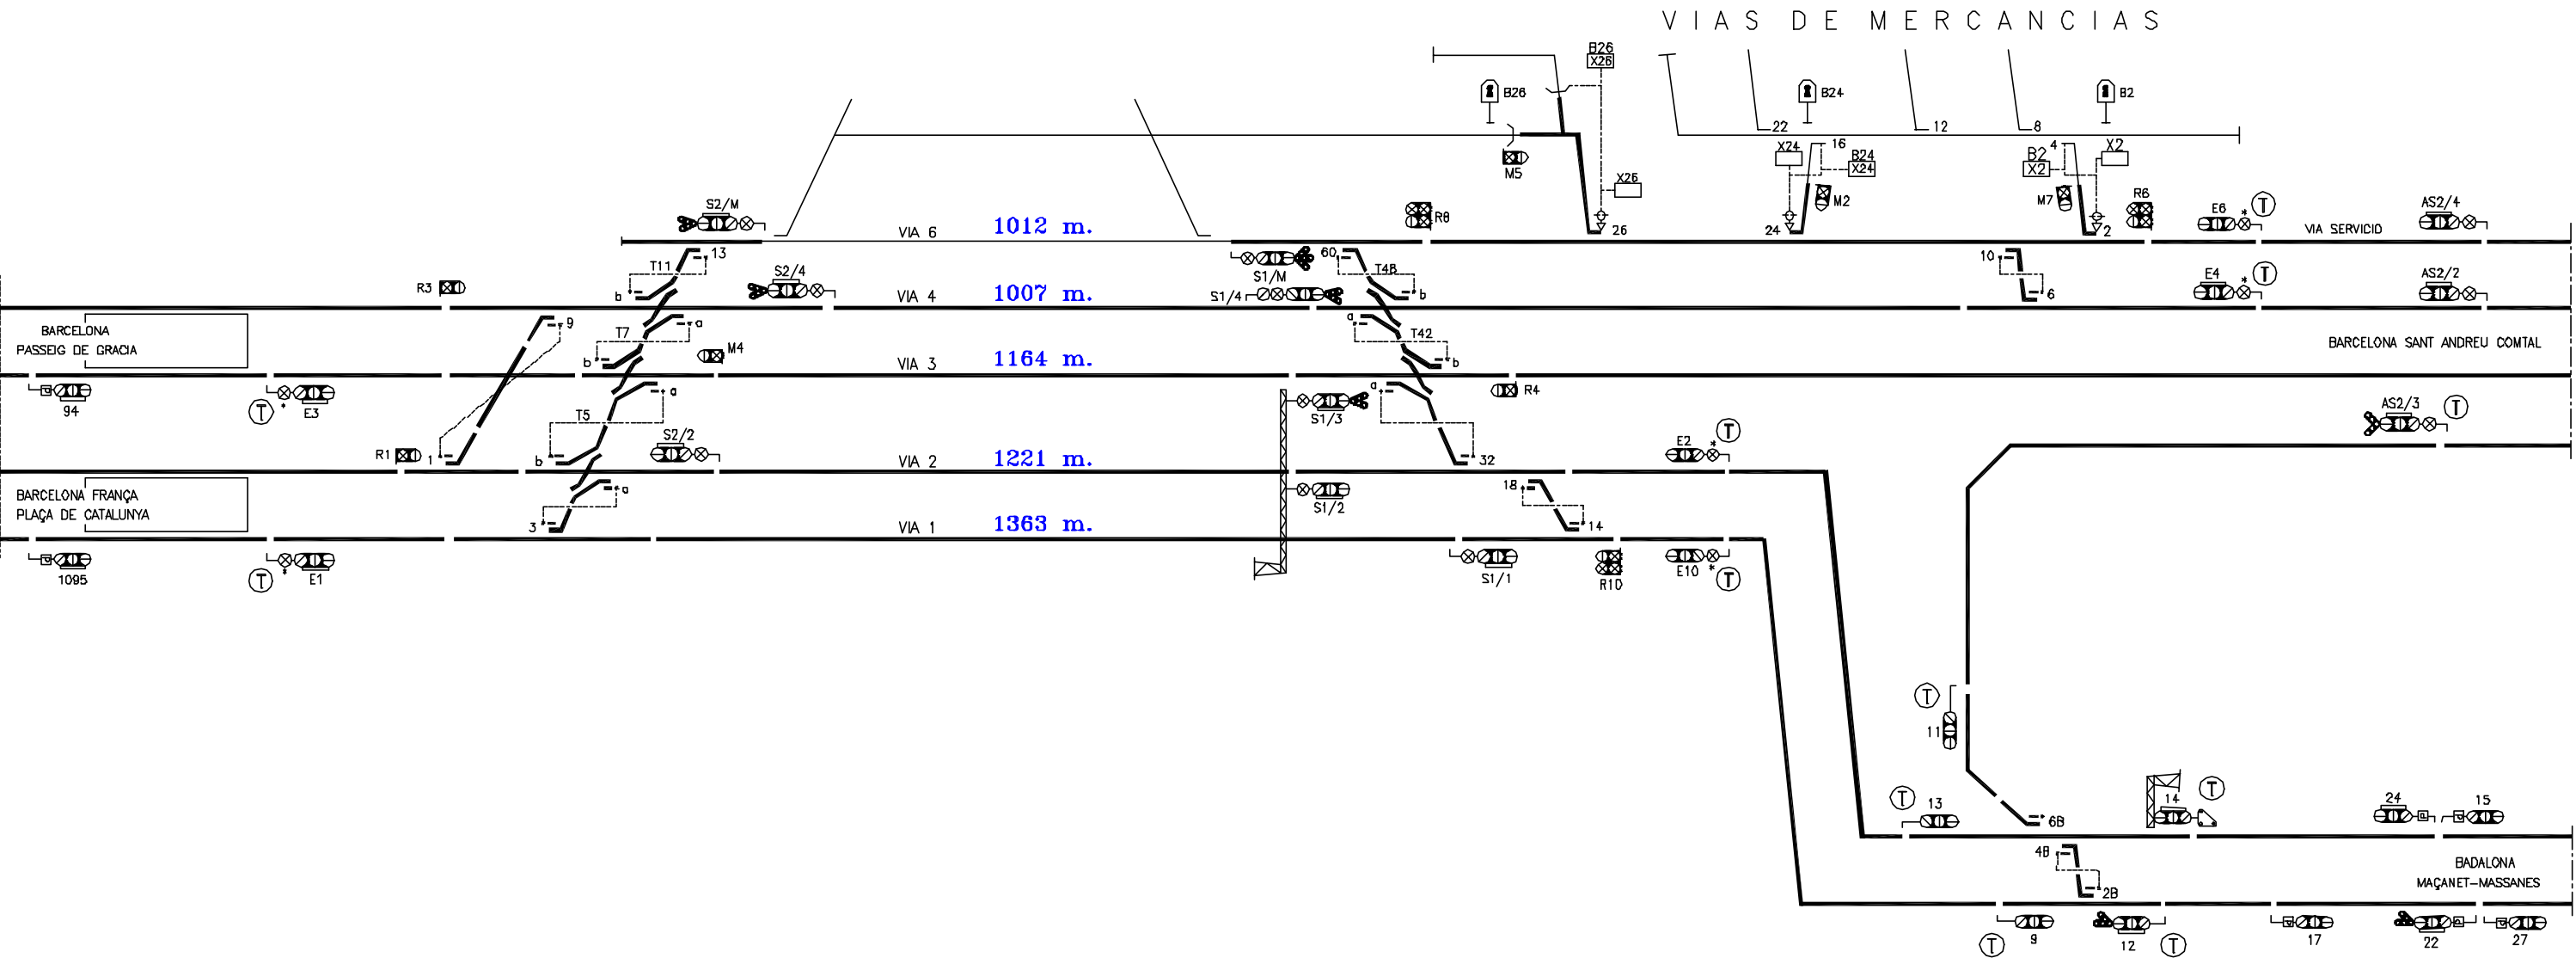 VIAS DE MERCANCIAS
B26
X26
B26
B24
B2
22
12
8
M5
X26
X24
16
B24
X24
M2
B2
X2
4
X2
M7
R6
E6
T
AS2/4
S2/M
VIA 6
1012 m.
R8
26
24
2
VIA SERVICIO
13
T11
b
S2/4
S1/M
60
T48
b
S1/4
10
6
E4
T
AS2/2
R3
VIA 4
1007 m.
BARCELONA
PASSEIG DE GRACIA
9
T7
a
b
M4
a
T42
b
BARCELONA SANT ANDREU COMTAL
VIA 3
1164 m.
94
T
E3
T5
a
b
S1/3
a
R4
AS2/3
T
R1
1
S2/2
32
E2
T
VIA 2
1221 m.
BARCELONA FRANÇA
PLAÇA DE CATALUNYA
a
3
S1/2
18
14
VIA 1
1363 m.
1095
T
E1
S1/1
R10
E10
T
T
11
T
13
6B
14
T
24
15
4B
2B
BADALONA
MAÇANET-MASSANES
T
9
12
T
17
22
27